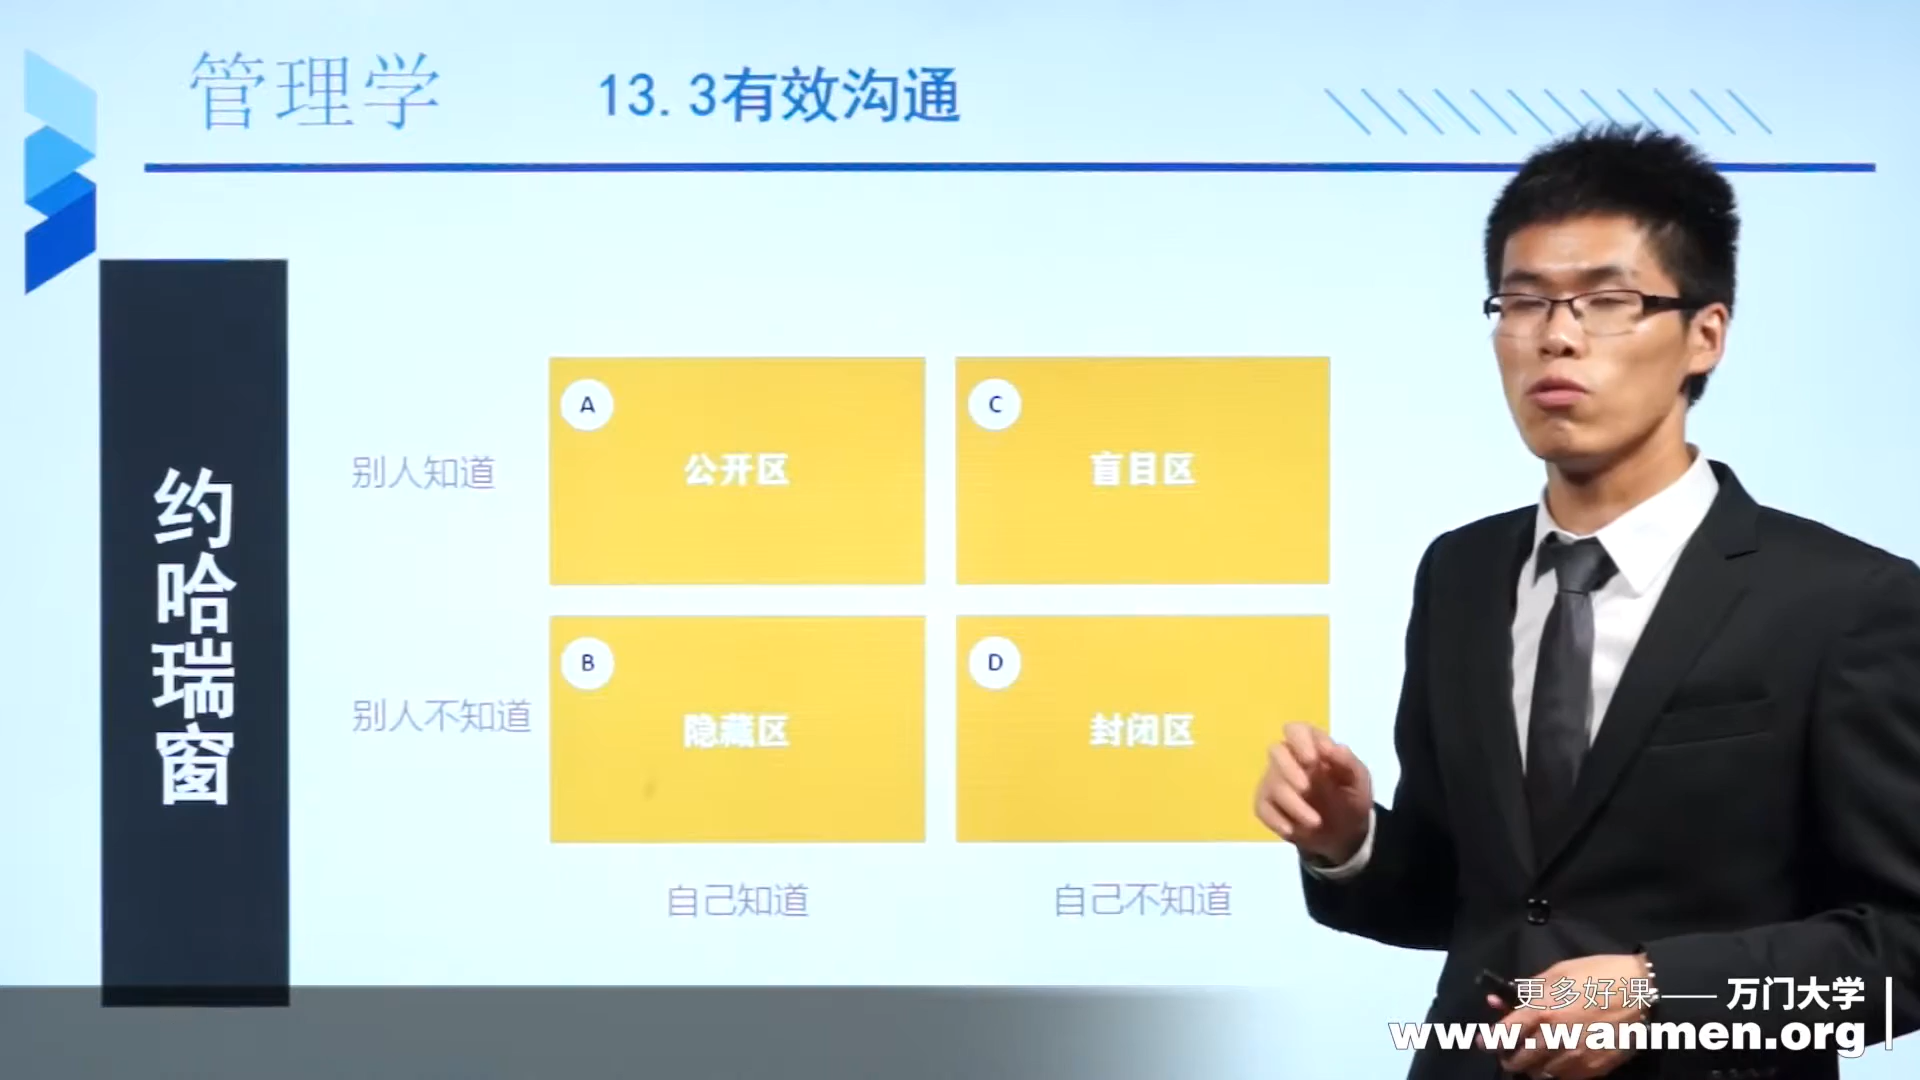 管理学
13.3有效沟通
约哈瑞窗
别人知道
A
公开区
C
盲目区
别人不知道
B
隐藏区
D
封闭区
自己知道
自己不知道
更多好课 —— 万门大学
www.wanmen.org